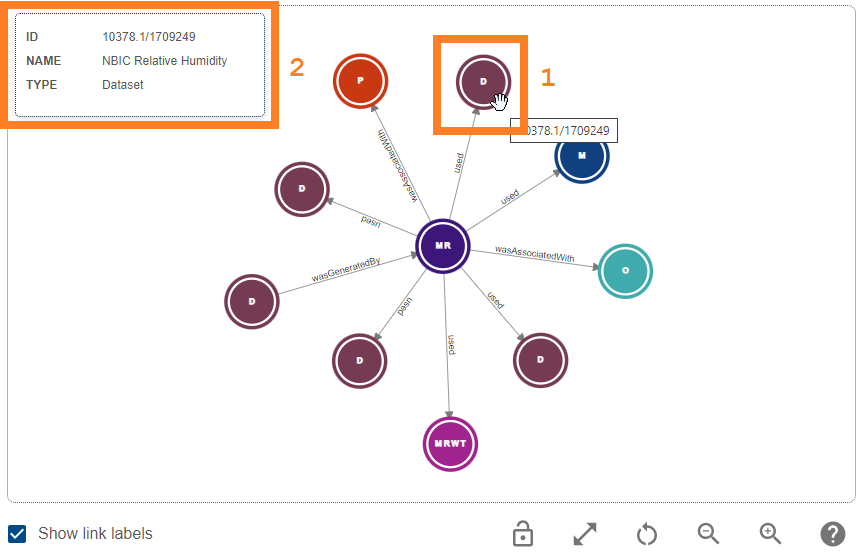 ID 10378.1/1709249
NAME NBIC Relative Humidity
TYPE Dataset
2
1
P
D
10378.1/1709249
M
wasAssociatedWith
used
used
D
used
MR
wasAssociatedWith
O
wasGeneratedBy
D
used
used
used
D
D
MRWT
Show link labels
?